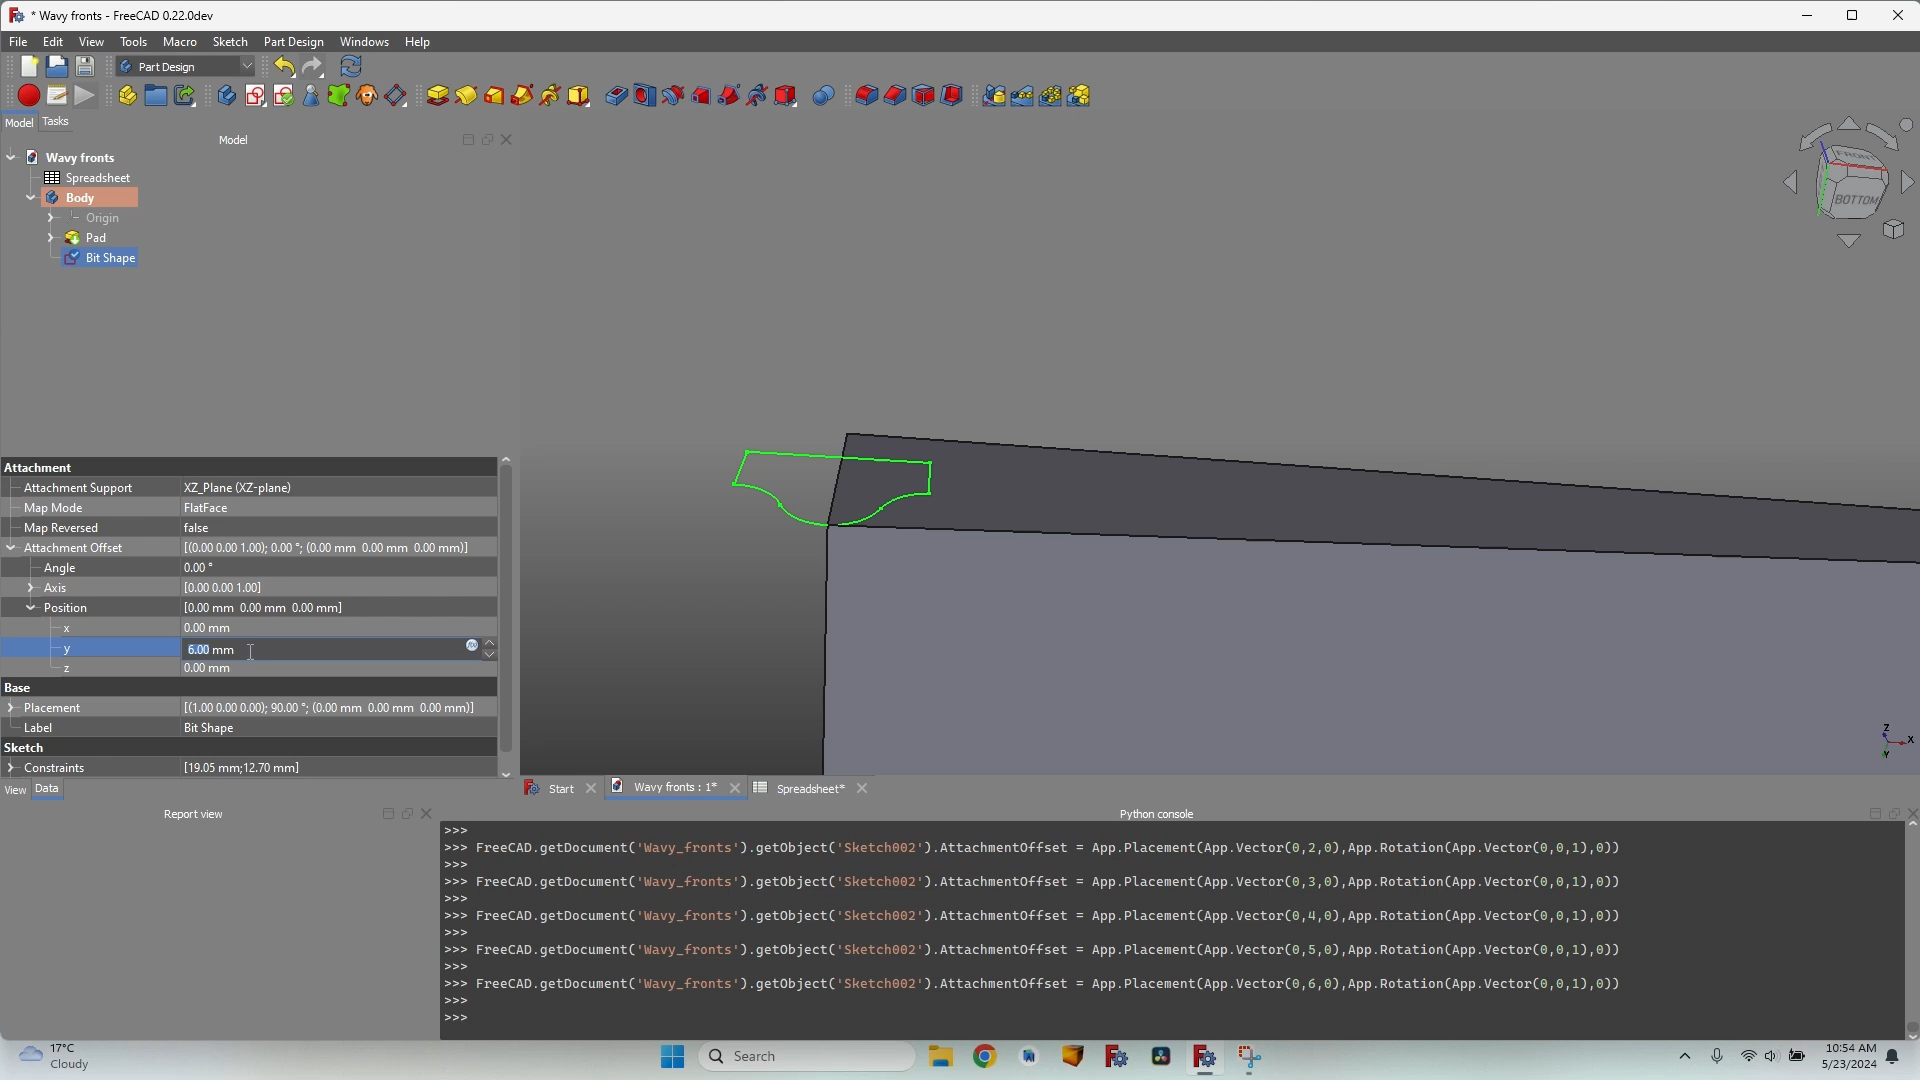 * Wavy fronts - FreeCAD 0.22.0dev
File Edit View Tools Macro Sketch Part Design Windows Help
Part Design
Model Tasks
Model
Wavy fronts
Spreadsheet
Body
Origin
Pad
Bit Shape
FRONT
BOTTOM
Attachment
Attachment Support XZ_Plane (XZ-plane)
Map Mode FlatFace
Map Reversed false
Attachment Offset [(0.00 0.00 1.00); 0.00 °; (0.00 mm 0.00 mm 0.00 mm)]
Angle 0.00 °
Axis [0.00 0.00 1.00]
Position [0.00 mm 0.00 mm 0.00 mm]
x 0.00 mm
y 6.00 mm
z 0.00 mm
Base
Placement [(1.00 0.00 0.00); 90.00 °; (0.00 mm 0.00 mm 0.00 mm)]
Label Bit Shape
Sketch
Constraints [19.05 mm;12.70 mm]
View Data
Z
X
Y
Start Wavy fronts : 1* Spreadsheet*
Report view
Python console
>>>
>>> FreeCAD.getDocument('Wavy_fronts').getObject('Sketch002').AttachmentOffset = App.Placement(App.Vector(0,2,0),App.Rotation(App.Vector(0,0,1),0))
>>>
>>> FreeCAD.getDocument('Wavy_fronts').getObject('Sketch002').AttachmentOffset = App.Placement(App.Vector(0,3,0),App.Rotation(App.Vector(0,0,1),0))
>>>
>>> FreeCAD.getDocument('Wavy_fronts').getObject('Sketch002').AttachmentOffset = App.Placement(App.Vector(0,4,0),App.Rotation(App.Vector(0,0,1),0))
>>>
>>> FreeCAD.getDocument('Wavy_fronts').getObject('Sketch002').AttachmentOffset = App.Placement(App.Vector(0,5,0),App.Rotation(App.Vector(0,0,1),0))
>>>
>>> FreeCAD.getDocument('Wavy_fronts').getObject('Sketch002').AttachmentOffset = App.Placement(App.Vector(0,6,0),App.Rotation(App.Vector(0,0,1),0))
>>>
>>>
17°C
Cloudy
Search
10:54 AM
5/23/2024